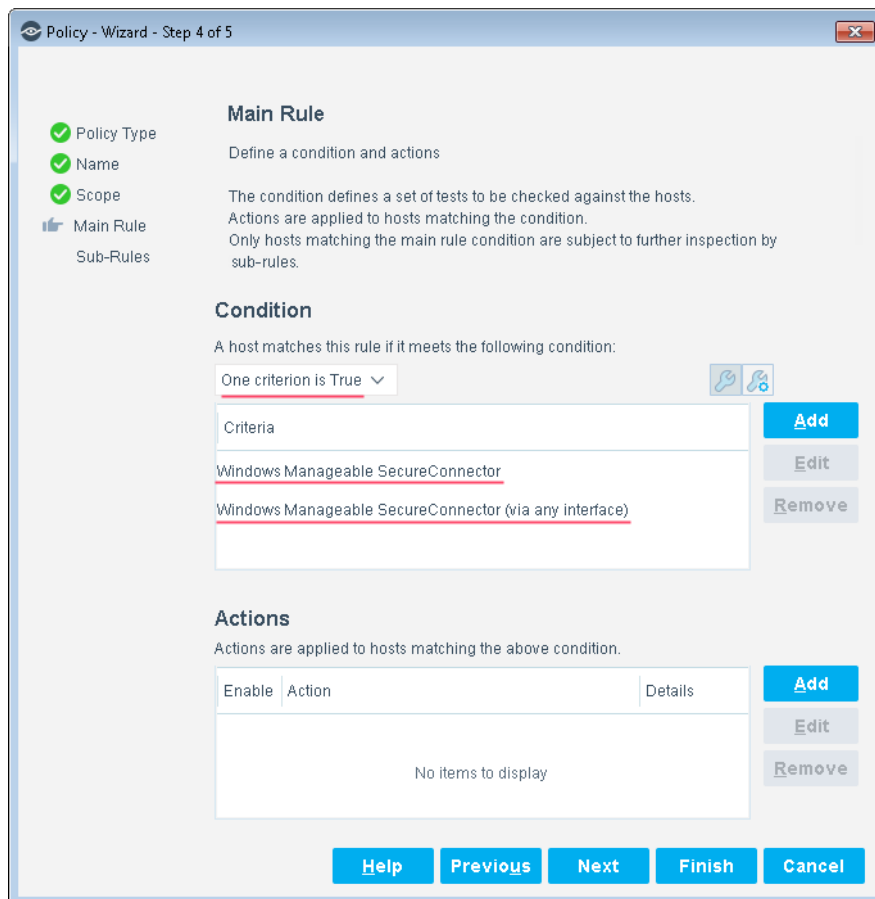 Policy - Wizard - Step 4 of 5
Policy Type
Name
Scope
Main Rule
Sub-Rules
Main Rule
Define a condition and actions
The condition defines a set of tests to be checked against the hosts.
Actions are applied to hosts matching the condition.
Only hosts matching the main rule condition are subject to further inspection by
sub-rules.
Condition
A host matches this rule if it meets the following condition:
One criterion is True
Criteria
Windows Manageable SecureConnector
Windows Manageable SecureConnector (via any interface)
Add
Edit
Remove
Actions
Actions are applied to hosts matching the above condition.
Enable Action Details
No items to display
Add
Edit
Remove
Help Previous Next Finish Cancel